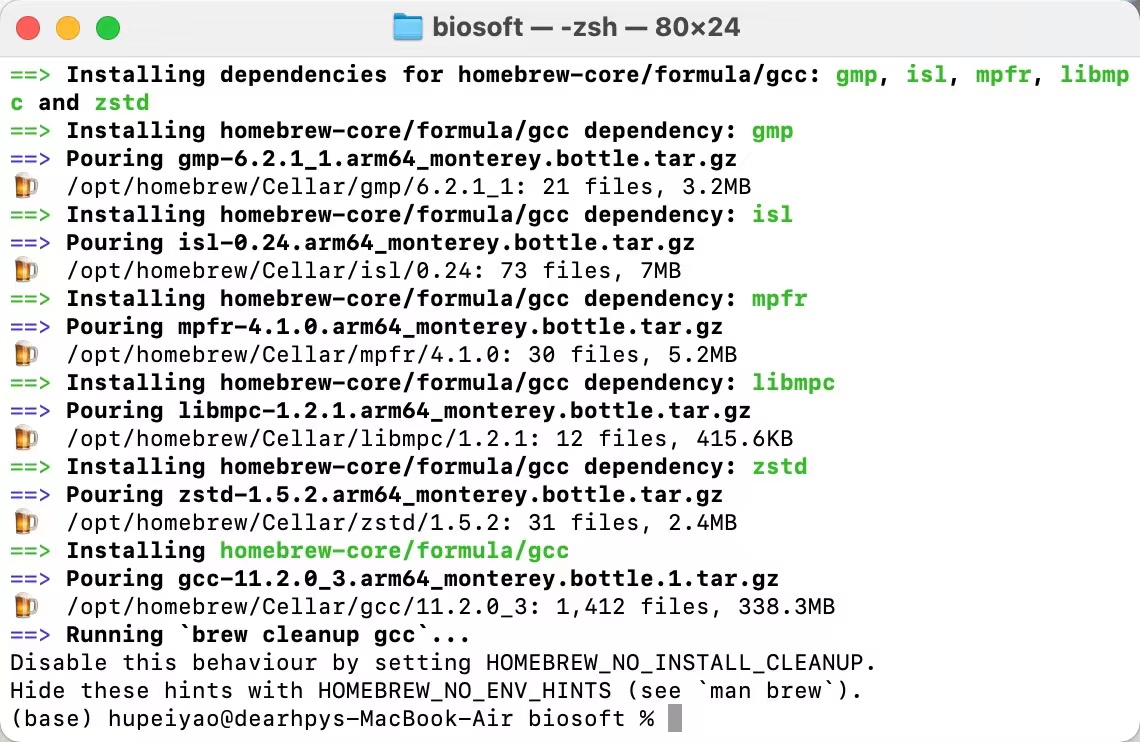 biosoft — -zsh — 80×24
==> Installing dependencies for homebrew-core/formula/gcc: gmp, isl, mpfr, libmp
c and zstd
==> Installing homebrew-core/formula/gcc dependency: gmp
==> Pouring gmp-6.2.1_1.arm64_monterey.bottle.tar.gz
🍺  /opt/homebrew/Cellar/gmp/6.2.1_1: 21 files, 3.2MB
==> Installing homebrew-core/formula/gcc dependency: isl
==> Pouring isl-0.24.arm64_monterey.bottle.tar.gz
🍺  /opt/homebrew/Cellar/isl/0.24: 73 files, 7MB
==> Installing homebrew-core/formula/gcc dependency: mpfr
==> Pouring mpfr-4.1.0.arm64_monterey.bottle.tar.gz
🍺  /opt/homebrew/Cellar/mpfr/4.1.0: 30 files, 5.2MB
==> Installing homebrew-core/formula/gcc dependency: libmpc
==> Pouring libmpc-1.2.1.arm64_monterey.bottle.tar.gz
🍺  /opt/homebrew/Cellar/libmpc/1.2.1: 12 files, 415.6KB
==> Installing homebrew-core/formula/gcc dependency: zstd
==> Pouring zstd-1.5.2.arm64_monterey.bottle.tar.gz
🍺  /opt/homebrew/Cellar/zstd/1.5.2: 31 files, 2.4MB
==> Installing homebrew-core/formula/gcc
==> Pouring gcc-11.2.0_3.arm64_monterey.bottle.1.tar.gz
🍺  /opt/homebrew/Cellar/gcc/11.2.0_3: 1,412 files, 338.3MB
==> Running `brew cleanup gcc`...
Disable this behaviour by setting HOMEBREW_NO_INSTALL_CLEANUP.
Hide these hints with HOMEBREW_NO_ENV_HINTS (see `man brew`).
(base) hupeiyao@dearhpys-MacBook-Air biosoft %